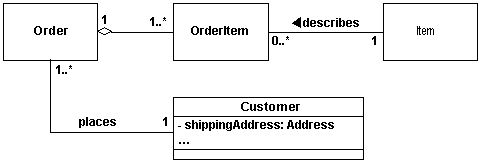 1
1..*
◀describes
Order
OrderItem
Item
0..*
1
1..*
Customer
places
1
- shippingAddress: Address
...